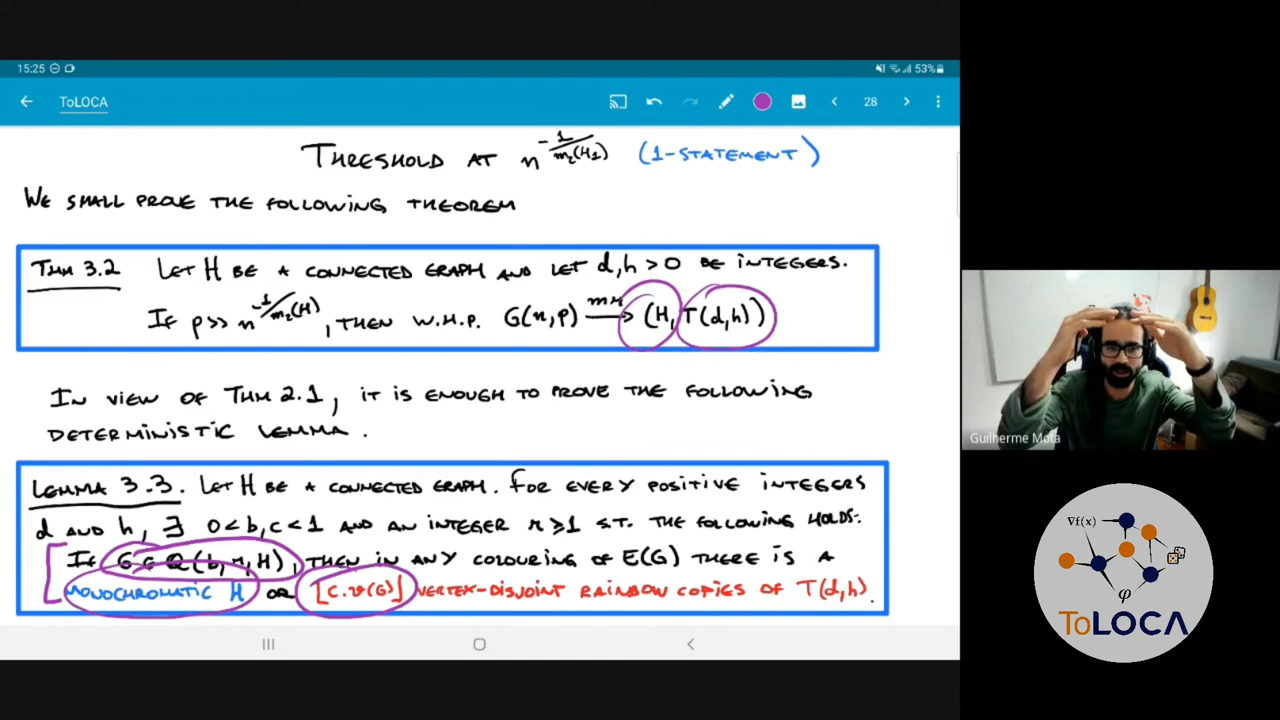 15:25
53%
ToLOCA
28
THRESHOLD AT n^{-1/m₂(H₁)} (1-STATEMENT)
WE SHALL PROVE THE FOLLOWING THEOREM
THM 3.2 LET H BE A CONNECTED GRAPH AND LET d,h > 0 BE INTEGERS.
IF p >> n^{-1/m₂(H)}, THEN W.H.P. G(n,p) → (H, T(d,h))
IN VIEW OF THM 2.1, IT IS ENOUGH TO PROVE THE FOLLOWING
DETERMINISTIC LEMMA.
LEMMA 3.3. LET H BE A CONNECTED GRAPH. FOR EVERY POSITIVE INTEGERS
d AND h, ∃ 0<b,c<1 AND AN INTEGER r≥1 S.T. THE FOLLOWING HOLDS:
IF G ∈ Q(b,r,H), THEN IN ANY COLOURING OF E(G) THERE IS A
MONOCHROMATIC H OR ⌊c.v(G)⌋ VERTEX-DISJOINT RAINBOW COPIES OF T(d,h).
Guilherme Mota
∇f(x)
φ
ToLOCA